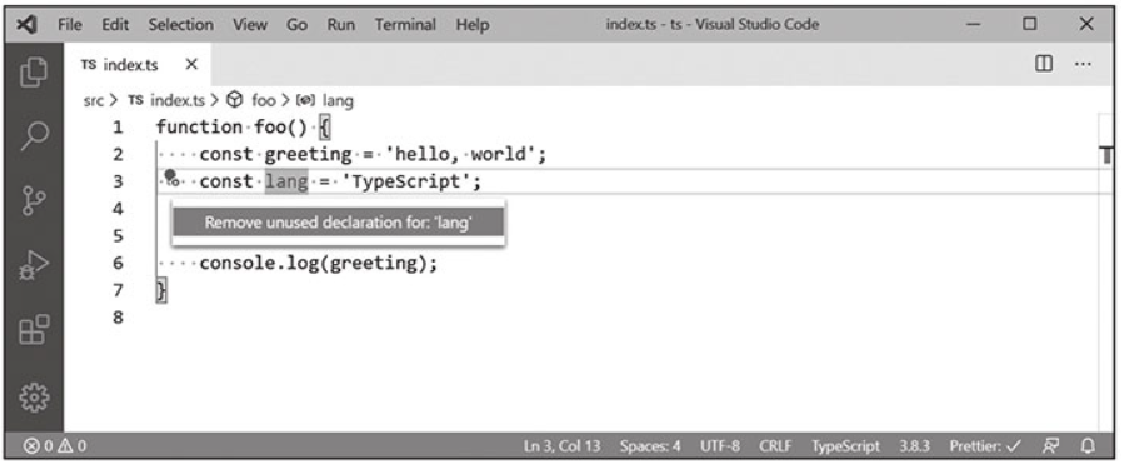 File Edit Selection View Go Run Terminal Help index.ts - ts - Visual Studio Code
TS index.ts
src > TS index.ts > foo > lang
1 function foo() {
2 const greeting = 'hello, world';
3 const lang = 'TypeScript';
4
Remove unused declaration for: 'lang'
5
6 console.log(greeting);
7 }
8
0 0 Ln 3, Col 13 Spaces: 4 UTF-8 CRLF TypeScript 3.8.3 Prettier: ✓